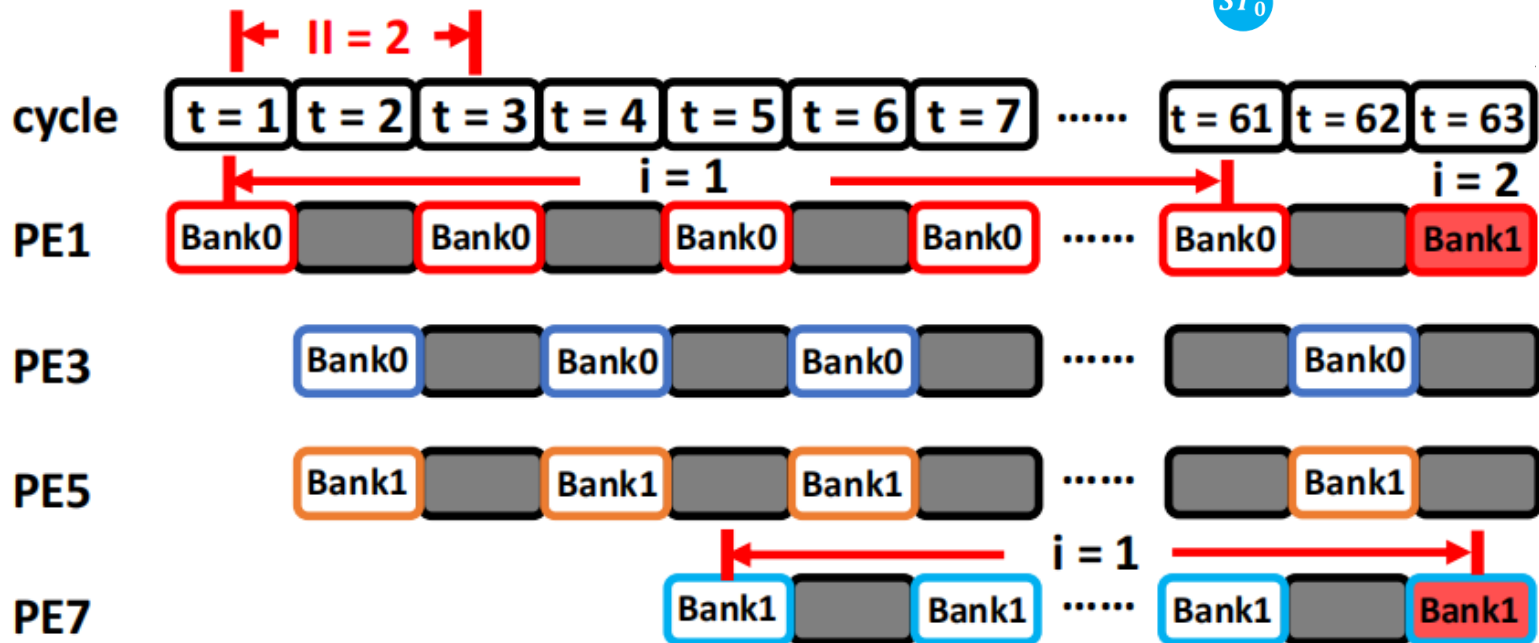 ST0
II = 2
cycle t = 1 t = 2 t = 3 t = 4 t = 5 t = 6 t = 7 ...... t = 61 t = 62 t = 63
i = 1 i = 2
PE1 Bank0 Bank0 Bank0 Bank0 ...... Bank0 Bank1
PE3 Bank0 Bank0 Bank0 ...... Bank0
PE5 Bank1 Bank1 Bank1 ...... Bank1
i = 1
PE7 Bank1 Bank1 ...... Bank1 Bank1